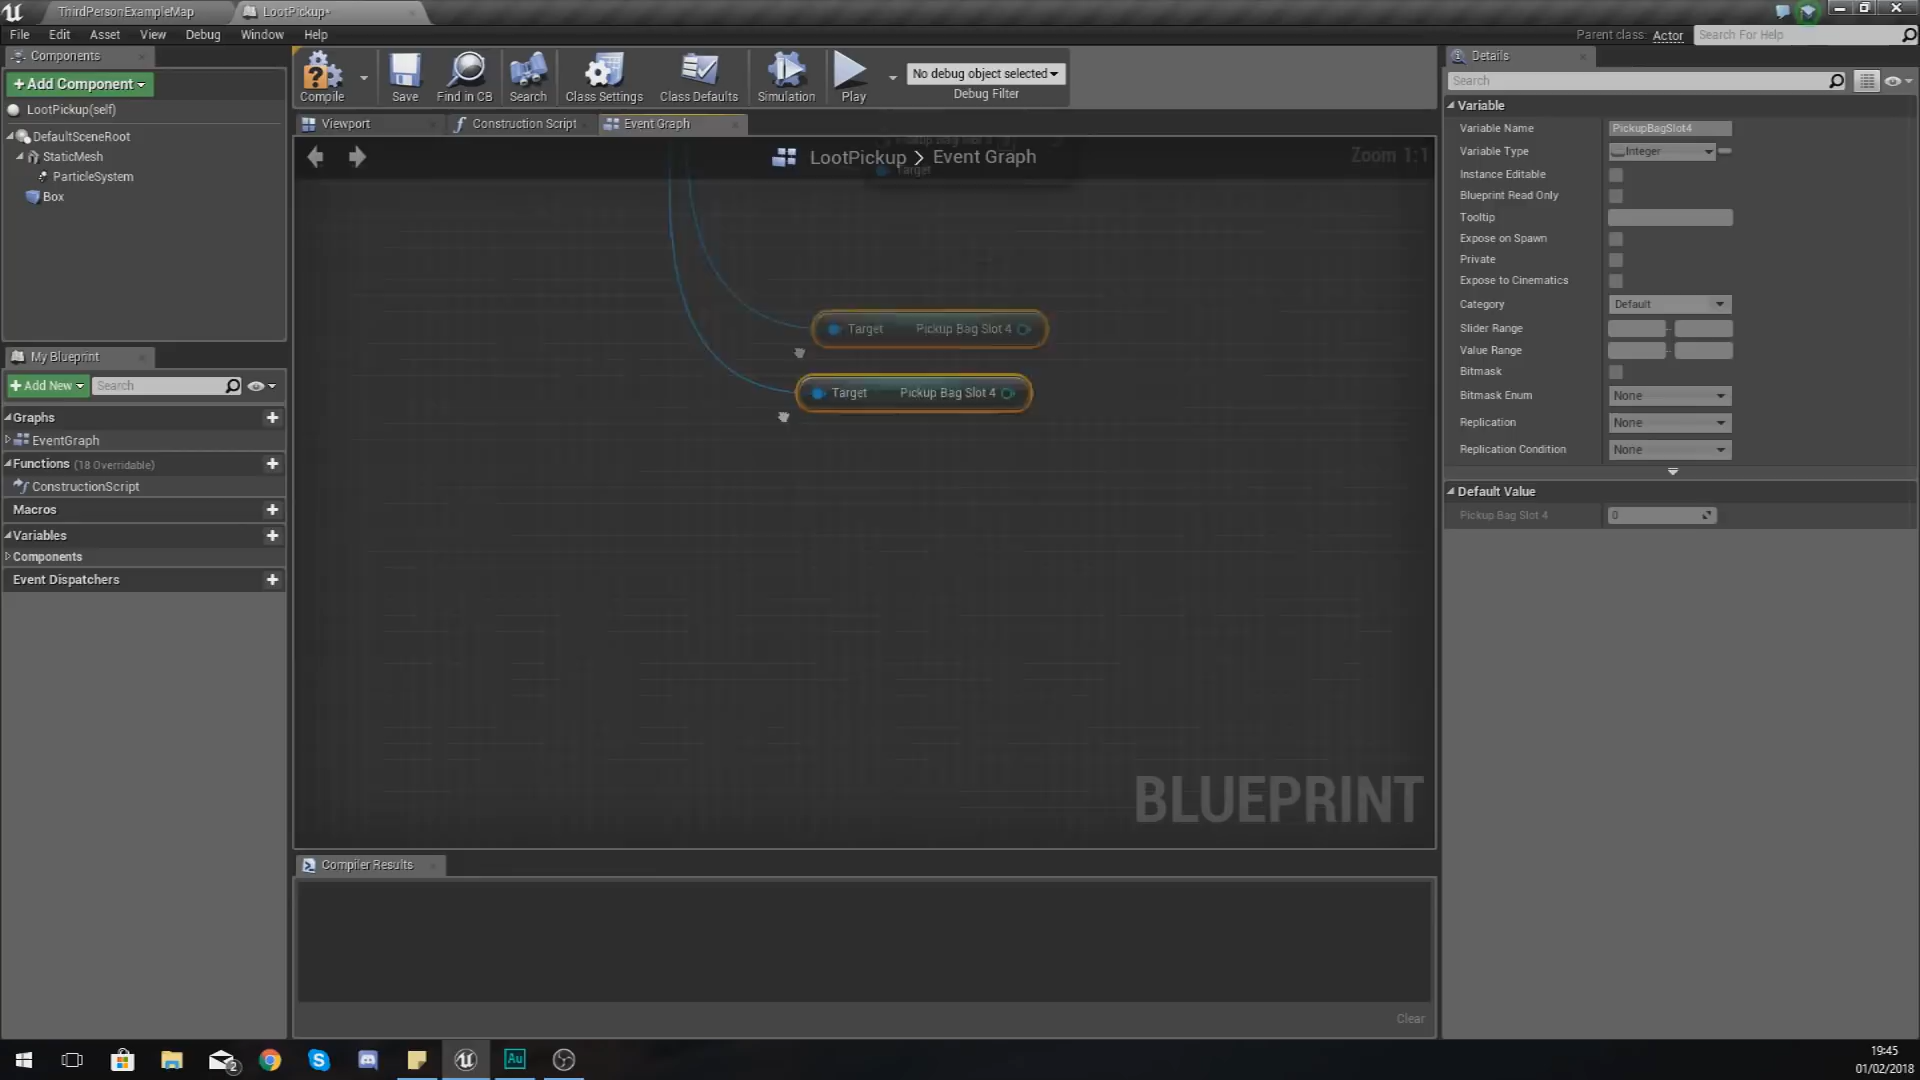 ThirdPersonExampleMap
LootPickup*
File Edit Asset View Debug Window Help
Parent class: Actor
Search For Help
Components
+Add Component
LootPickup(self)
DefaultSceneRoot
StaticMesh
ParticleSystem
Box
My Blueprint
+Add New
Search
Graphs
EventGraph
Functions (18 Overridable)
ConstructionScript
Macros
Variables
Components
Event Dispatchers
Compile
Save
Find in CB
Search
Class Settings
Class Defaults
Simulation
Play
No debug object selected
Debug Filter
Viewport
Construction Script
Event Graph
LootPickup > Event Graph
Zoom 1:1
Target
Target Pickup Bag Slot 4
Target Pickup Bag Slot 4
BLUEPRINT
Compiler Results
Clear
Details
Search
Variable
Variable Name PickupBagSlot4
Variable Type Integer
Instance Editable
Blueprint Read Only
Tooltip
Expose on Spawn
Private
Expose to Cinematics
Category Default
Slider Range
Value Range
Bitmask
Bitmask Enum None
Replication None
Replication Condition None
Default Value
Pickup Bag Slot 4 0
2
Au
19:45
01/02/2018